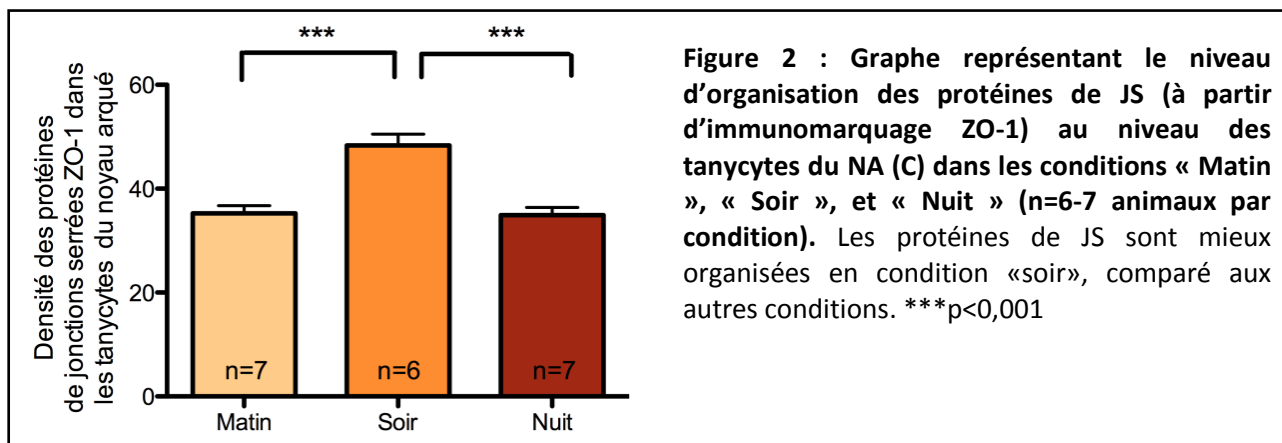 *** ***
60
40
20
0
Densité des protéines
de jonctions serrées ZO-1 dans
les tanycytes du noyau arqué
n=7 n=6 n=7
Matin Soir Nuit
Figure 2 : Graphe représentant le niveau
d’organisation des protéines de JS (à partir
d’immunomarquage ZO-1) au niveau des
tanycytes du NA (C) dans les conditions « Matin
», « Soir », et « Nuit » (n=6-7 animaux par
condition). Les protéines de JS sont mieux
organisées en condition «soir», comparé aux
autres conditions. ***p<0,001